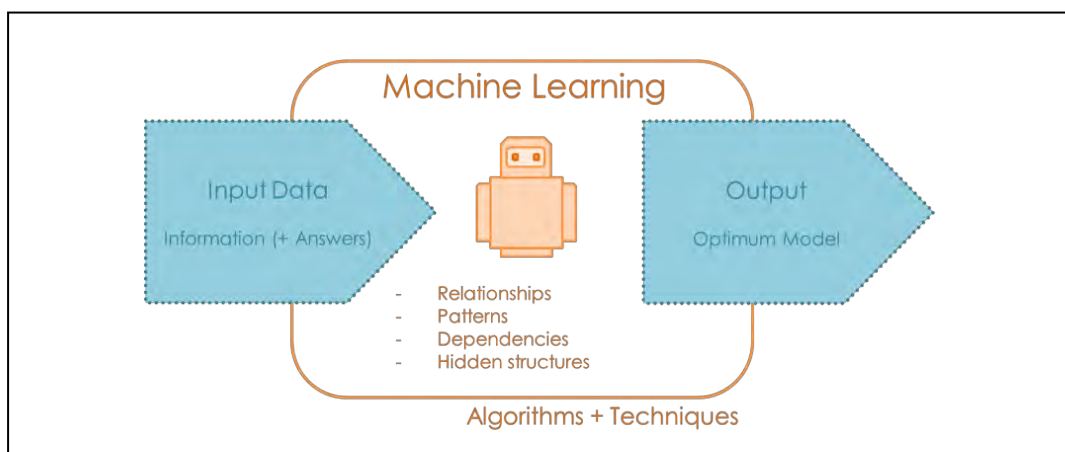 Machine Learning
Input Data
Information (+ Answers)
Output
Optimum Model
- Relationships
- Patterns
- Dependencies
- Hidden structures
Algorithms + Techniques